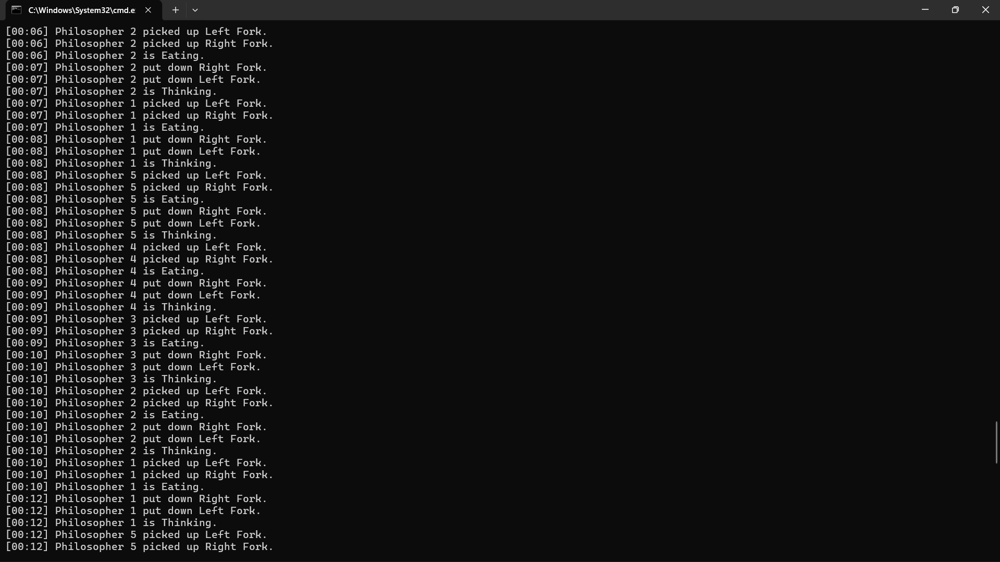 C:\Windows\System32\cmd.e
[00:06] Philosopher 2 picked up Left Fork.
[00:06] Philosopher 2 picked up Right Fork.
[00:06] Philosopher 2 is Eating.
[00:07] Philosopher 2 put down Right Fork.
[00:07] Philosopher 2 put down Left Fork.
[00:07] Philosopher 2 is Thinking.
[00:07] Philosopher 1 picked up Left Fork.
[00:07] Philosopher 1 picked up Right Fork.
[00:07] Philosopher 1 is Eating.
[00:08] Philosopher 1 put down Right Fork.
[00:08] Philosopher 1 put down Left Fork.
[00:08] Philosopher 1 is Thinking.
[00:08] Philosopher 5 picked up Left Fork.
[00:08] Philosopher 5 picked up Right Fork.
[00:08] Philosopher 5 is Eating.
[00:08] Philosopher 5 put down Right Fork.
[00:08] Philosopher 5 put down Left Fork.
[00:08] Philosopher 5 is Thinking.
[00:08] Philosopher 4 picked up Left Fork.
[00:08] Philosopher 4 picked up Right Fork.
[00:08] Philosopher 4 is Eating.
[00:09] Philosopher 4 put down Right Fork.
[00:09] Philosopher 4 put down Left Fork.
[00:09] Philosopher 4 is Thinking.
[00:09] Philosopher 3 picked up Left Fork.
[00:09] Philosopher 3 picked up Right Fork.
[00:09] Philosopher 3 is Eating.
[00:10] Philosopher 3 put down Right Fork.
[00:10] Philosopher 3 put down Left Fork.
[00:10] Philosopher 3 is Thinking.
[00:10] Philosopher 2 picked up Left Fork.
[00:10] Philosopher 2 picked up Right Fork.
[00:10] Philosopher 2 is Eating.
[00:10] Philosopher 2 put down Right Fork.
[00:10] Philosopher 2 put down Left Fork.
[00:10] Philosopher 2 is Thinking.
[00:10] Philosopher 1 picked up Left Fork.
[00:10] Philosopher 1 picked up Right Fork.
[00:10] Philosopher 1 is Eating.
[00:12] Philosopher 1 put down Right Fork.
[00:12] Philosopher 1 put down Left Fork.
[00:12] Philosopher 1 is Thinking.
[00:12] Philosopher 5 picked up Left Fork.
[00:12] Philosopher 5 picked up Right Fork.